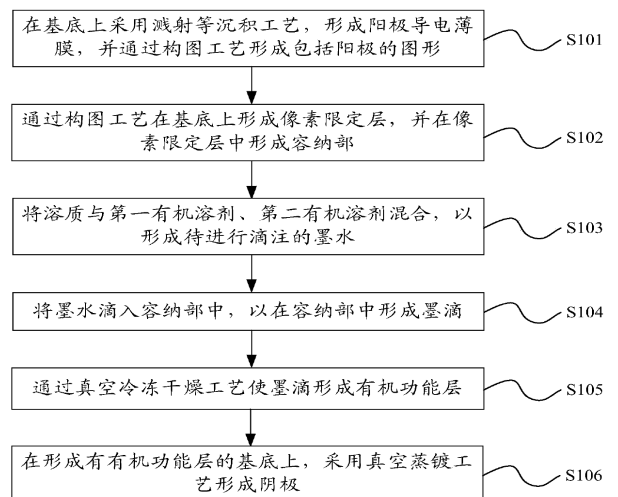 在基底上采用溅射等沉积工艺，形成阳极导电薄
膜，并通过构图工艺形成包括阳极的图形
S101
通过构图工艺在基底上形成像素限定层，并在像
素限定层中形成容纳部
S102
将溶质与第一有机溶剂、第二有机溶剂混合，以
形成待进行滴注的墨水
S103
将墨水滴入容纳部中，以在容纳部中形成墨滴
S104
通过真空冷冻干燥工艺使墨滴形成有机功能层
S105
在形成有有机功能层的基底上，采用真空蒸镀工
艺形成阴极
S106